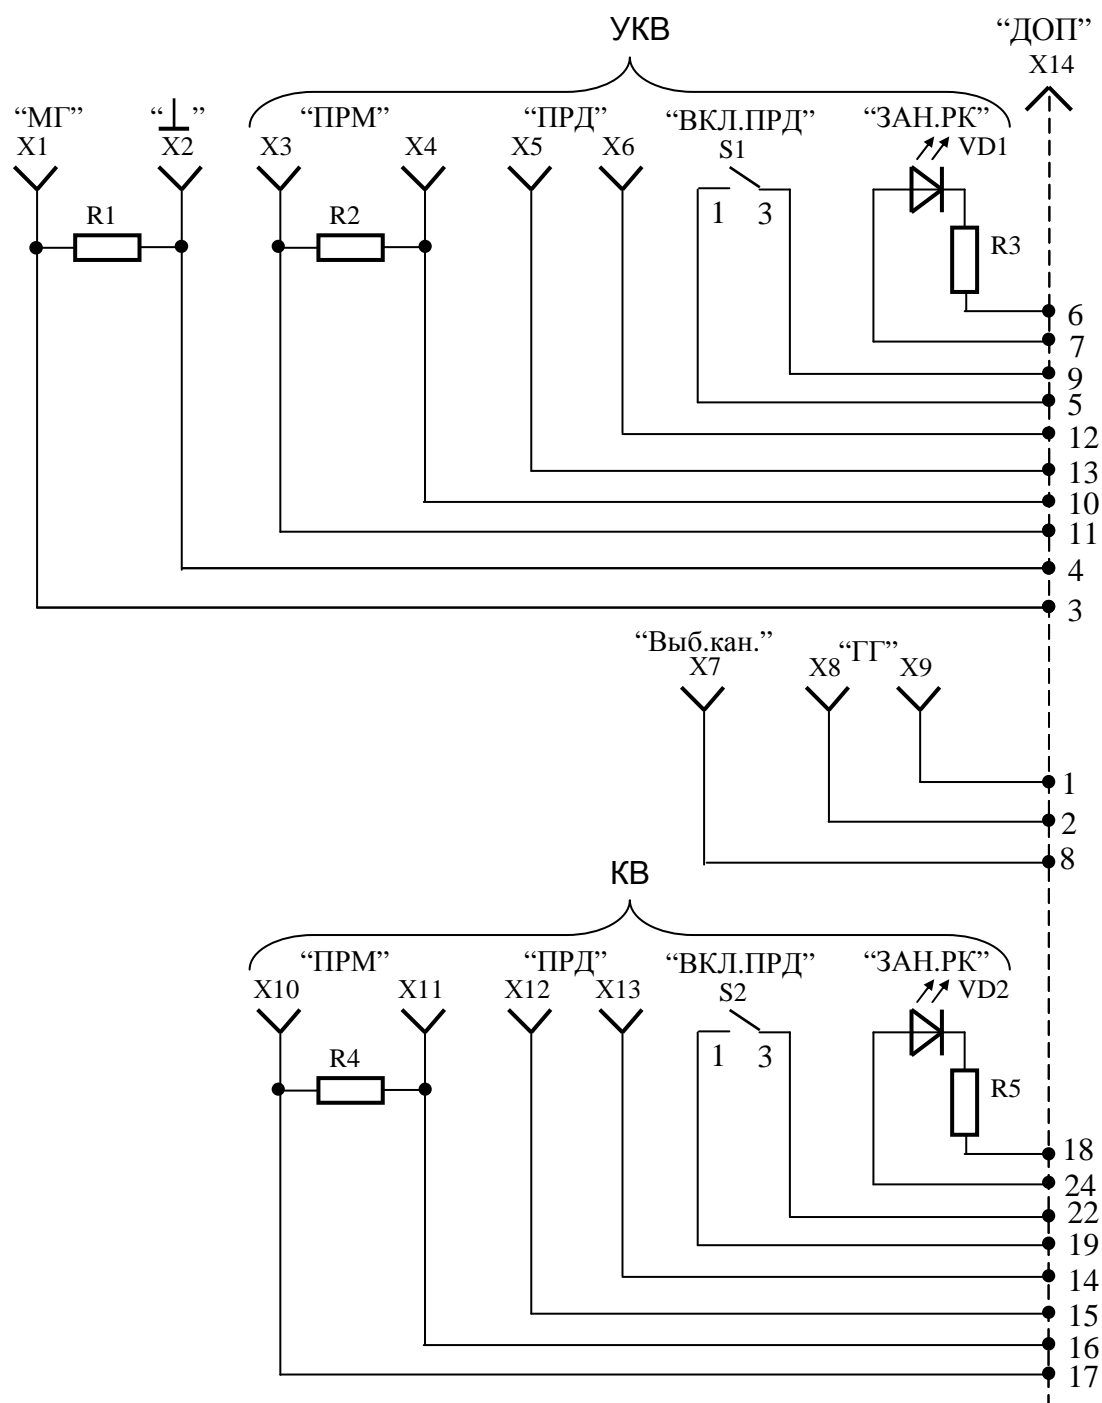 УКВ
“ДОП”
X14
“МГ”
“⊥”
“ПРМ”
“ПРД”
“ВКЛ.ПРД”
“ЗАН.РК”
X1
X2
X3
X4
X5
X6
S1
VD1
R1
R2
1
3
R3
6
7
9
5
12
13
10
11
4
3
“Выб.кан.”
“ГГ”
X7
X8
X9
1
2
8
КВ
“ПРМ”
“ПРД”
“ВКЛ.ПРД”
“ЗАН.РК”
X10
X11
X12
X13
S2
VD2
R4
1
3
R5
18
24
22
19
14
15
16
17